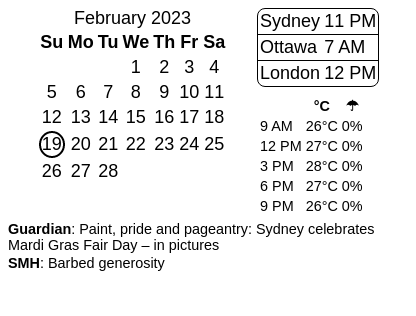 February 2023
Su Mo Tu We Th Fr Sa
1 2 3 4
5 6 7 8 9 10 11
12 13 14 15 16 17 18
19 20 21 22 23 24 25
26 27 28
Sydney 11 PM
Ottawa 7 AM
London 12 PM
°C ☂
9 AM 26°C 0%
12 PM 27°C 0%
3 PM 28°C 0%
6 PM 27°C 0%
9 PM 26°C 0%
Guardian: Paint, pride and pageantry: Sydney celebrates
Mardi Gras Fair Day – in pictures
SMH: Barbed generosity